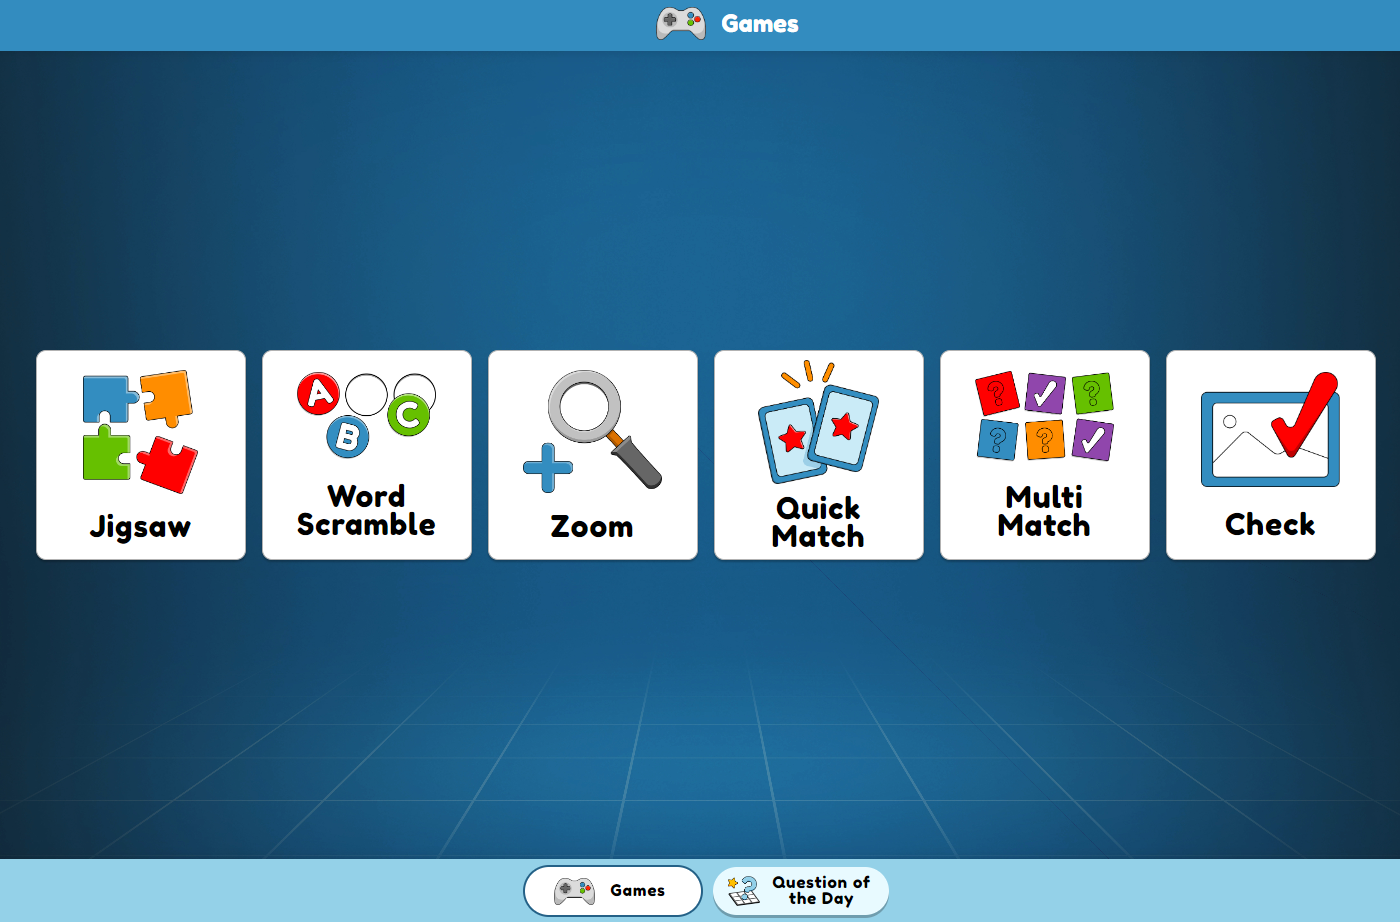 Games
Jigsaw
A
B
C
Word
Scramble
Zoom
Quick
Match
? ?
? ?
Multi
Match
Check
Games
?
Question of
the Day